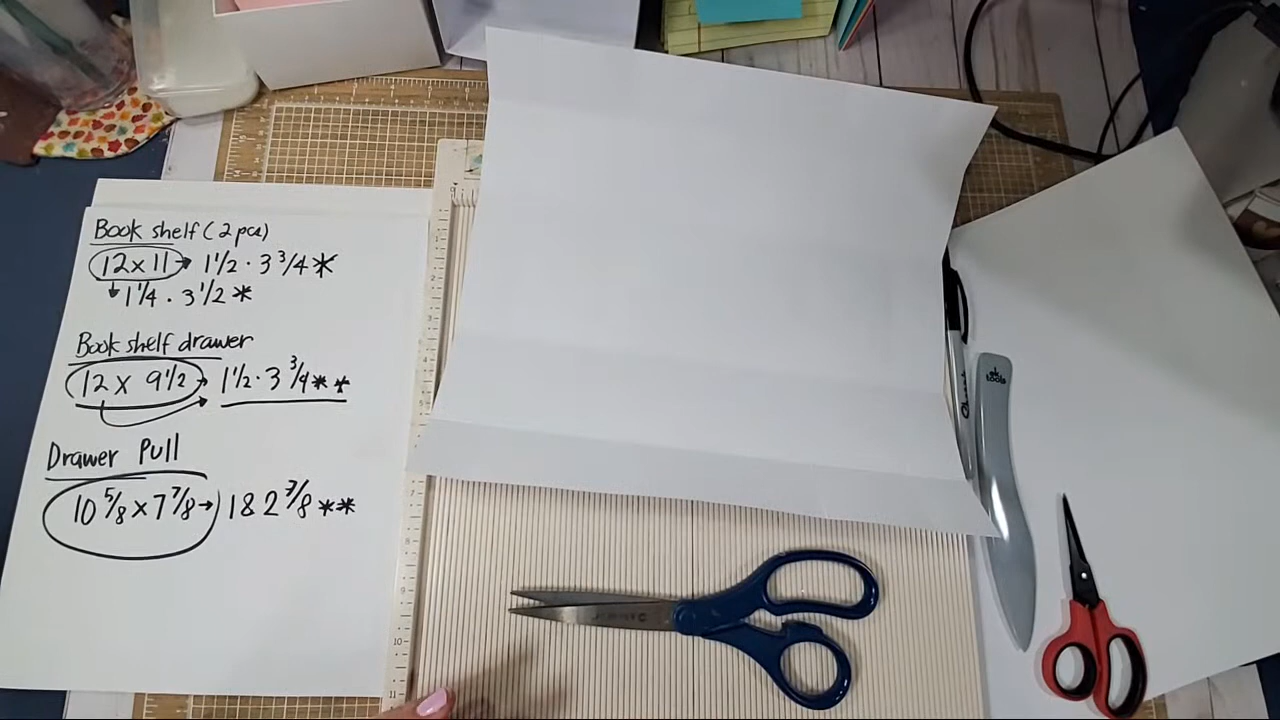 Book shelf (2 pcs)
12 x 11 → 1 1/2 · 3 3/4 *
↓ 1 1/4 · 3 1/2 *
Book shelf drawer
12 x 9 1/2 → 1 1/2 · 3 3/4 * *
Drawer Pull
10 5/8 x 7 7/8 → 1 & 2 7/8 * *
ek
tools